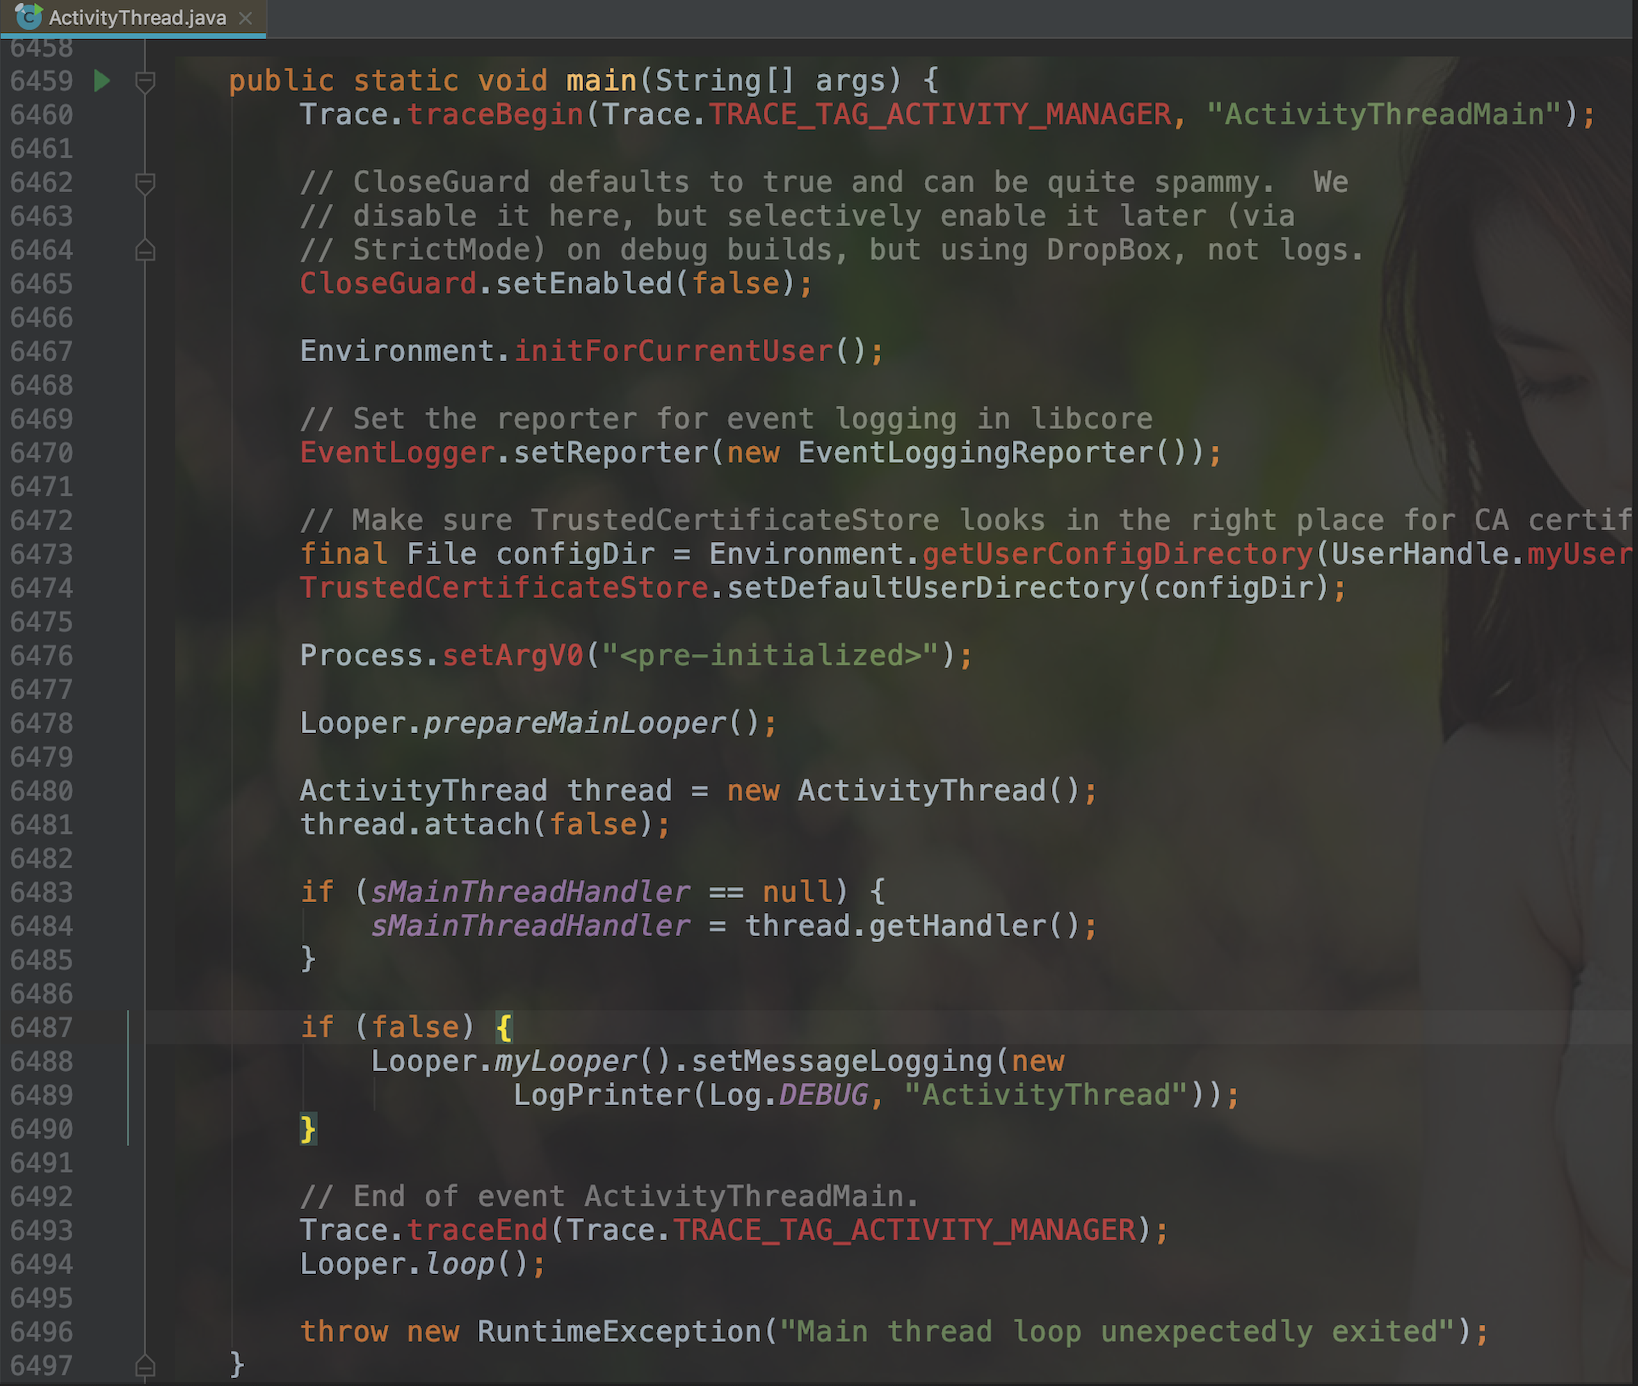 ActivityThread.java
6458
6459 public static void main(String[] args) {
6460 Trace.traceBegin(Trace.TRACE_TAG_ACTIVITY_MANAGER, "ActivityThreadMain");
6461
6462 // CloseGuard defaults to true and can be quite spammy.  We
6463 // disable it here, but selectively enable it later (via
6464 // StrictMode) on debug builds, but using DropBox, not logs.
6465 CloseGuard.setEnabled(false);
6466
6467 Environment.initForCurrentUser();
6468
6469 // Set the reporter for event logging in libcore
6470 EventLogger.setReporter(new EventLoggingReporter());
6471
6472 // Make sure TrustedCertificateStore looks in the right place for CA certif
6473 final File configDir = Environment.getUserConfigDirectory(UserHandle.myUser
6474 TrustedCertificateStore.setDefaultUserDirectory(configDir);
6475
6476 Process.setArgV0("<pre-initialized>");
6477
6478 Looper.prepareMainLooper();
6479
6480 ActivityThread thread = new ActivityThread();
6481 thread.attach(false);
6482
6483 if (sMainThreadHandler == null) {
6484 sMainThreadHandler = thread.getHandler();
6485 }
6486
6487 if (false) {
6488 Looper.myLooper().setMessageLogging(new
6489 LogPrinter(Log.DEBUG, "ActivityThread"));
6490 }
6491
6492 // End of event ActivityThreadMain.
6493 Trace.traceEnd(Trace.TRACE_TAG_ACTIVITY_MANAGER);
6494 Looper.loop();
6495
6496 throw new RuntimeException("Main thread loop unexpectedly exited");
6497 }